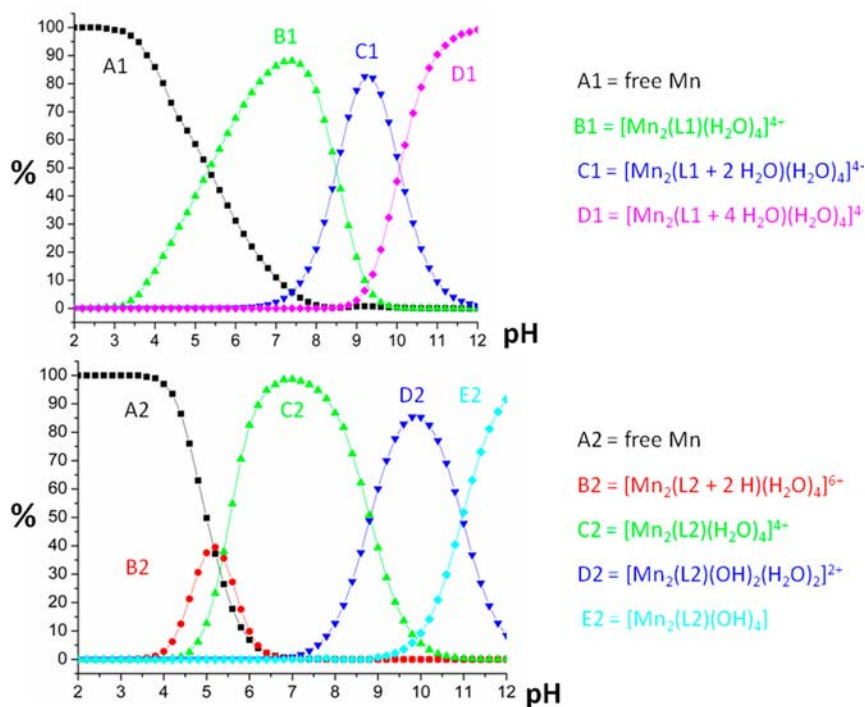 100
90
80
70
60
50
40
30
20
10
0
%
A1
B1
C1
D1
2 3 4 5 6 7 8 9 10 11 12
pH
A1 = free Mn
B1 = [Mn₂(L1)(H₂O)₄]⁴⁺
C1 = [Mn₂(L1 + 2 H₂O)(H₂O)₄]⁴⁻
D1 = [Mn₂(L1 + 4 H₂O)(H₂O)₄]⁴
100
90
80
70
60
50
40
30
20
10
0
%
A2
B2
C2
D2
E2
2 3 4 5 6 7 8 9 10 11 12
pH
A2 = free Mn
B2 = [Mn₂(L2 + 2 H)(H₂O)₄]⁶⁺
C2 = [Mn₂(L2)(H₂O)₄]⁴⁺
D2 = [Mn₂(L2)(OH)₂(H₂O)₂]²⁺
E2 = [Mn₂(L2)(OH)₄]